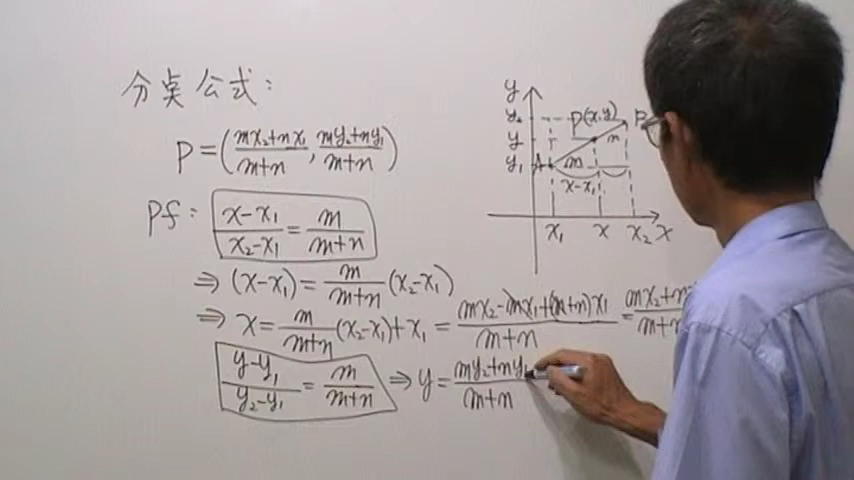 分点公式:
P=(mx₂+nx₁/m+n, my₂+ny₁/m+n)
Pf: x-x₁/x₂-x₁=m/m+n
⇒(x-x₁)=m/m+n(x₂-x₁)
⇒x=m/m+n(x₂-x₁)+x₁=mx₂-mx₁+(m+n)x₁/m+n=mx₂+n/m+n
y-y₁/y₂-y₁=m/m+n⇒y=my₂+ny₁/m+n
y
y₂ P(x,y) B
y r n
y₁ A m
x-x₁
x₁ x x₂ x